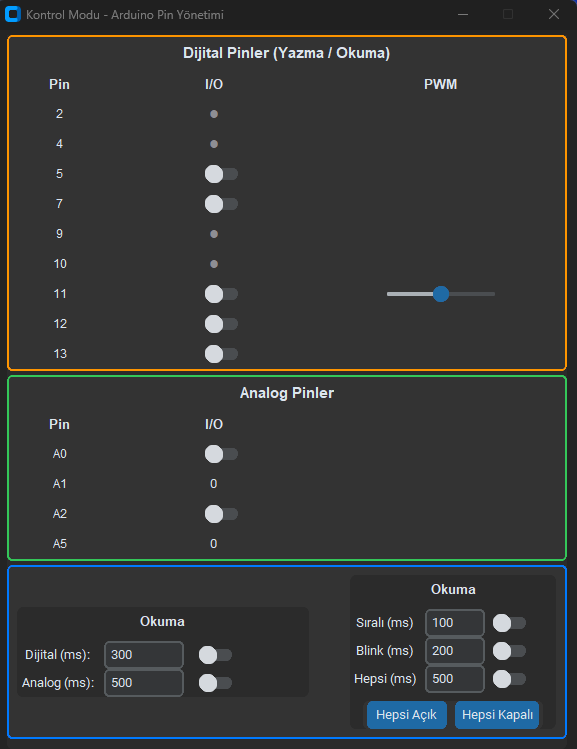 Kontrol Modu - Arduino Pin Yönetimi
Dijital Pinler (Yazma / Okuma)
Pin I/O PWM
2
4
5
7
9
10
11
12
13
Analog Pinler
Pin I/O
A0
A1 0
A2
A5 0
Okuma
Dijital (ms): 300
Analog (ms): 500
Okuma
Sıralı (ms) 100
Blink (ms) 200
Hepsi (ms) 500
Hepsi Açık Hepsi Kapalı